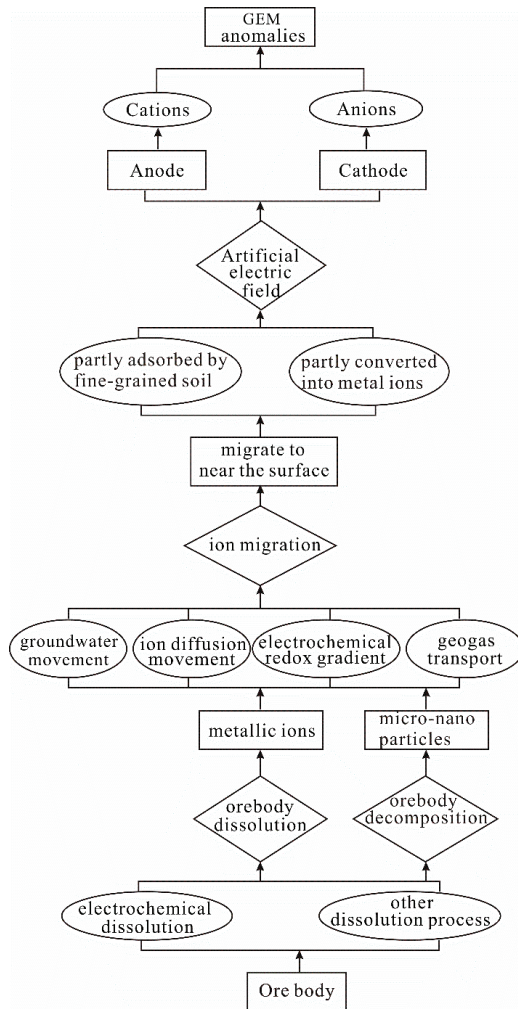 GEM
anomalies
Cations
Anions
Anode
Cathode
Artificial
electric
field
partly adsorbed by
fine-grained soil
partly converted
into metal ions
migrate to
near the surface
ion migration
groundwater
movement
ion diffusion
movement
electrochemical
redox gradient
geogas
transport
metallic ions
micro-nano
particles
orebody
dissolution
orebody
decomposition
electrochemical
dissolution
other
dissolution process
Ore body